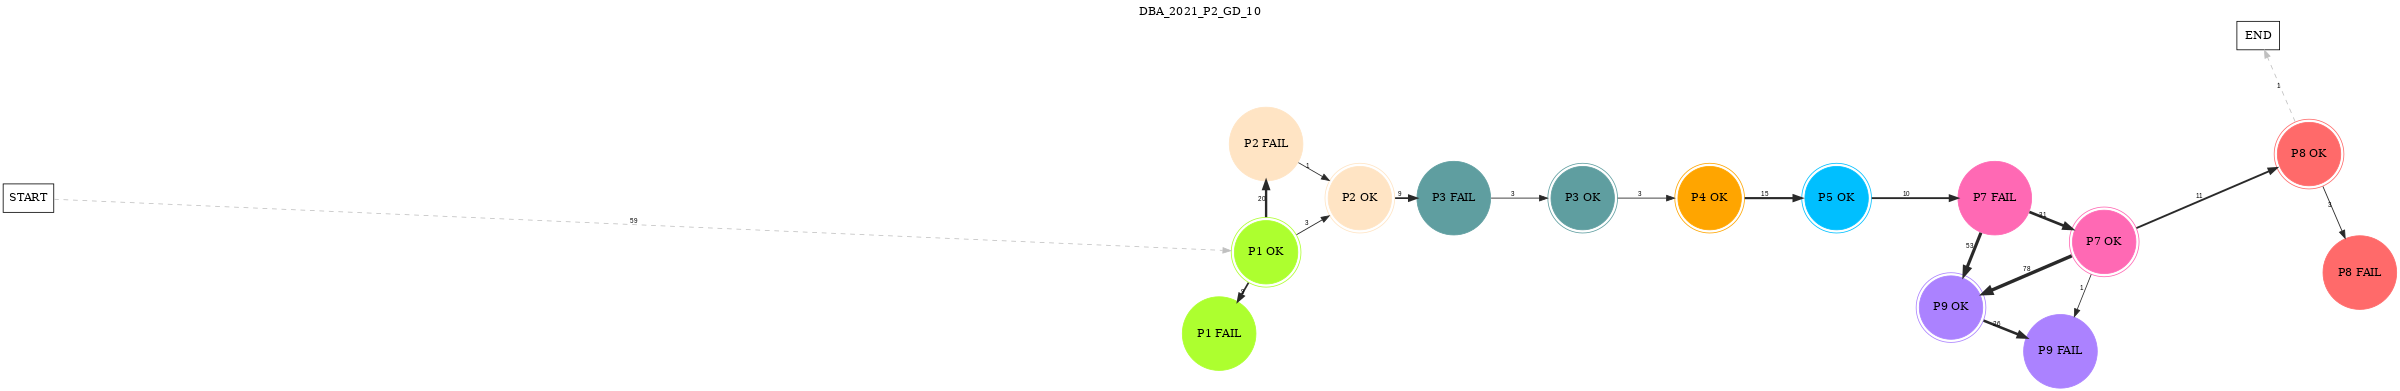 DBA_2021_P2_GD_10
END
1
P2 FAIL
P8 OK
1
11
3
START
59
20
P2 OK
9
P3 FAIL
3
P3 OK
3
P4 OK
15
P5 OK
10
P7 FAIL
31
P7 OK
P1 OK
3
53
78
P8 FAIL
1
P9 OK
P1 FAIL
P9 FAIL